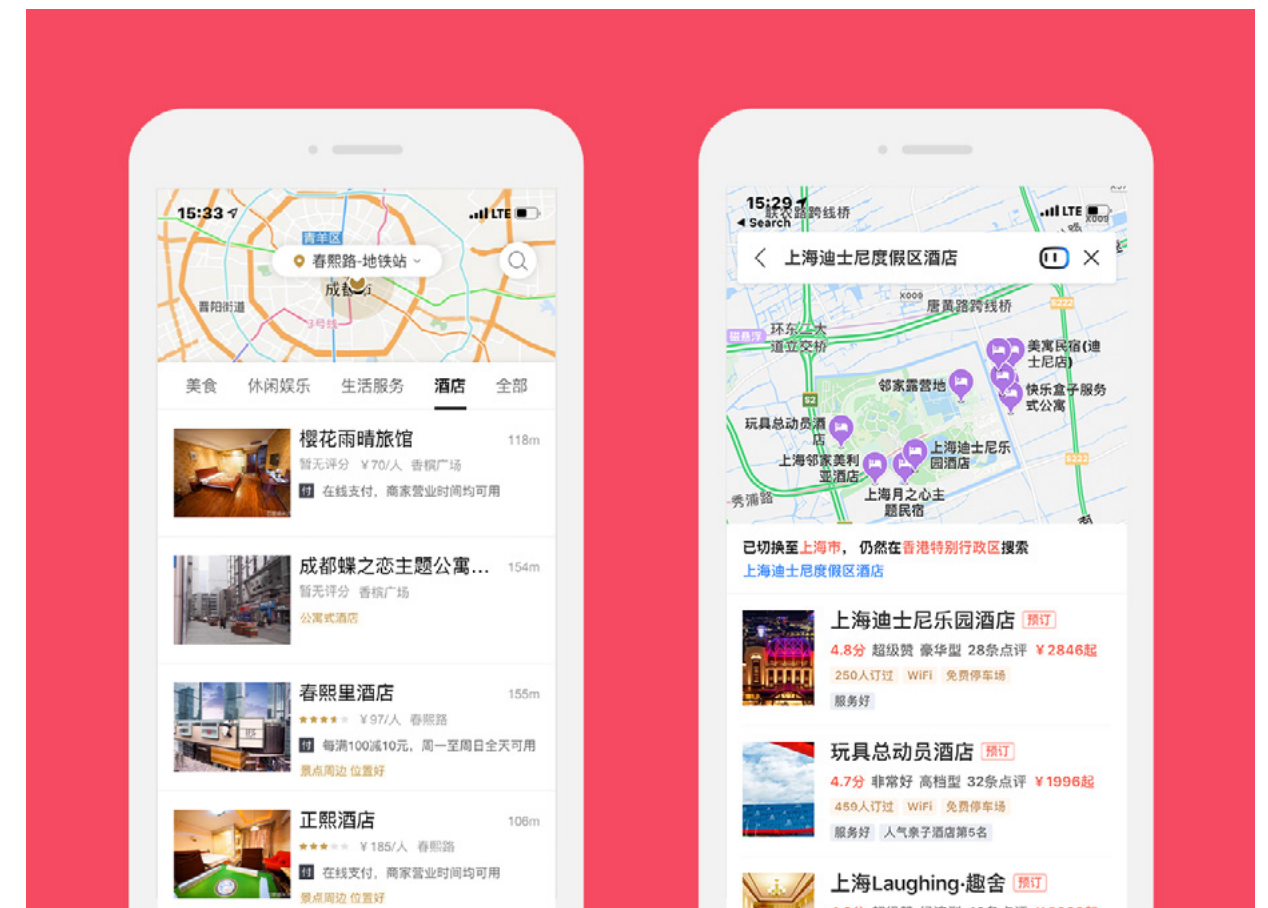 15:33
LTE
青羊区
春熙路-地铁站
成都市
晋阳街道
3号线
美食 休闲娱乐 生活服务 酒店 全部
樱花雨晴旅馆 118m
暂无评分 ¥70/人 香槟广场
付 在线支付，商家营业时间均可用
成都蝶之恋主题公寓... 154m
暂无评分 香槟广场
公寓式酒店
春熙里酒店 155m
¥97/人 春熙路
付 每满100减10元，周一至周日全天可用
景点周边 位置好
正熙酒店 106m
¥185/人 春熙路
付 在线支付，商家营业时间均可用
景点周边 位置好
15:29
LTE
联农路跨线桥
Search
X009
上海迪士尼度假区酒店
X009
唐黄路跨线桥
S222
磁悬浮
环东二大
道立交桥
美寓民宿(迪
士尼店)
邻家露营地
快乐盒子服务
式公寓
S2
玩具总动员酒
店
上海迪士尼乐
园酒店
S222
上海邻家美利
亚酒店
上海月之心主
题民宿
秀浦路
南
已切换至上海市， 仍然在香港特别行政区搜索
上海迪士尼度假区酒店
上海迪士尼乐园酒店 预订
4.8分 超级赞 豪华型 28条点评 ¥2846起
250人订过 WiFi 免费停车场
服务好
玩具总动员酒店 预订
4.7分 非常好 高档型 32条点评 ¥1996起
459人订过 WiFi 免费停车场
服务好 人气亲子酒店第5名
上海Laughing·趣舍 预订